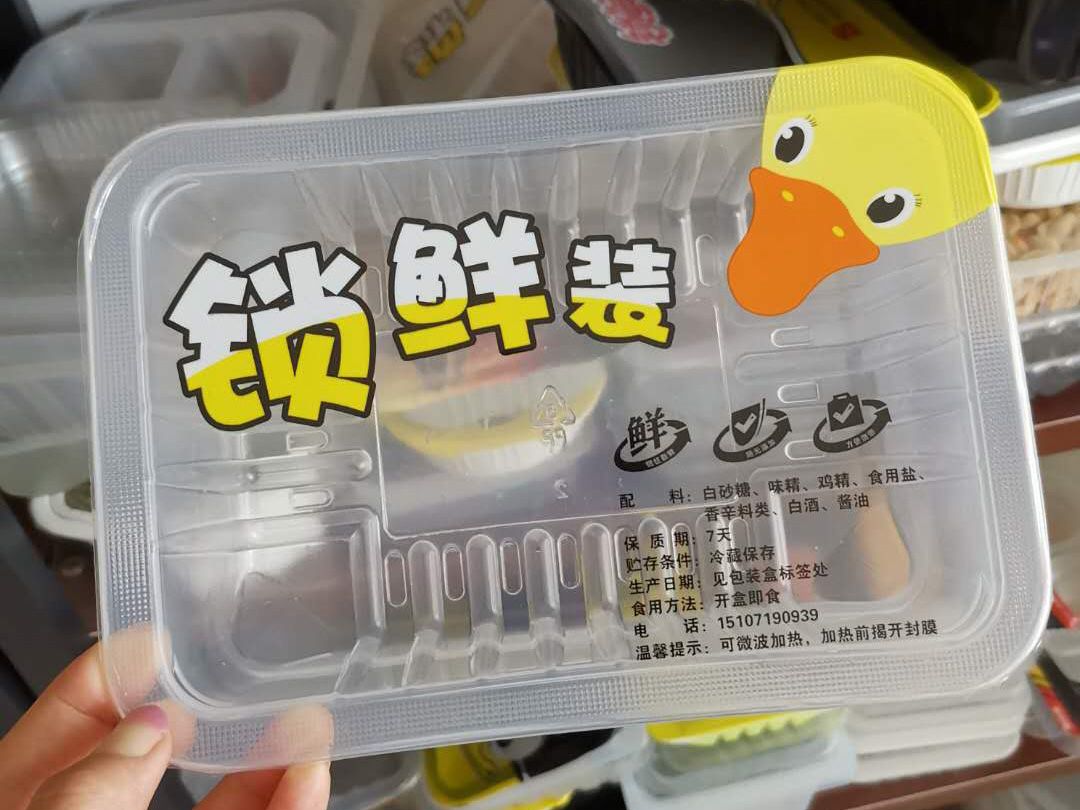 锁鲜装
鲜
配 料：白砂糖、味精、鸡精、食用盐、
香辛料类、白酒、酱油
保 质 期：7天
贮存条件：冷藏保存
生产日期：见包装盒标签处
食用方法：开盒即食
电 话：15107190939
温馨提示：可微波加热，加热前揭开封膜